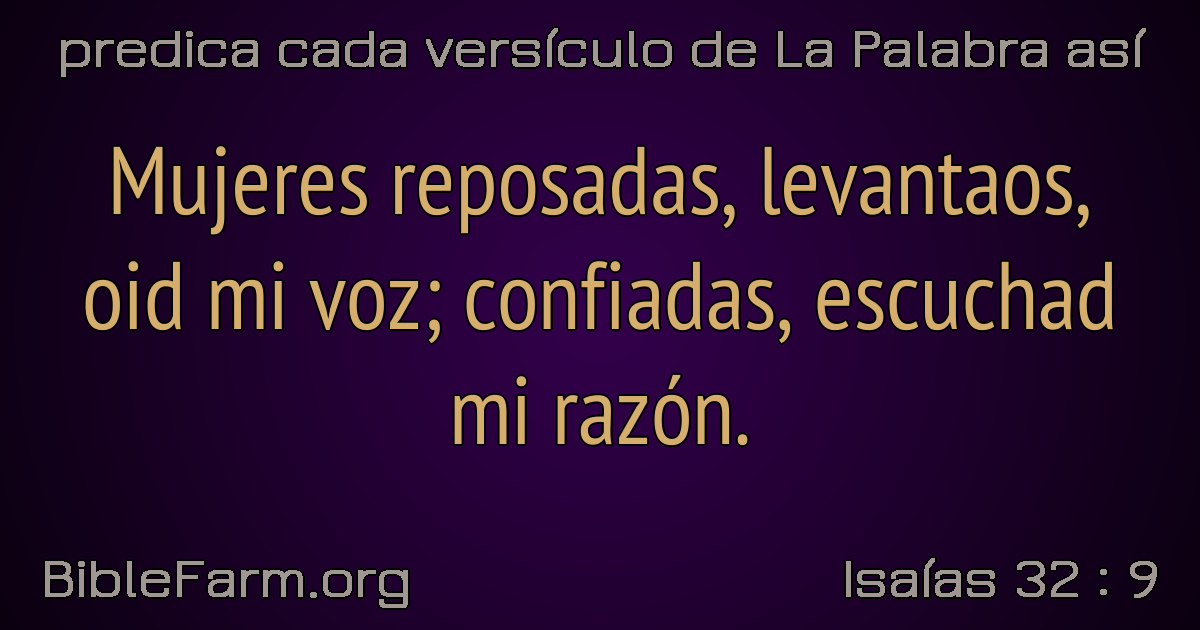 predica cada versículo de La Palabra así
Mujeres reposadas, levantaos,
oid mi voz; confiadas, escuchad
mi razón.
BibleFarm.org
Isaías 32 : 9